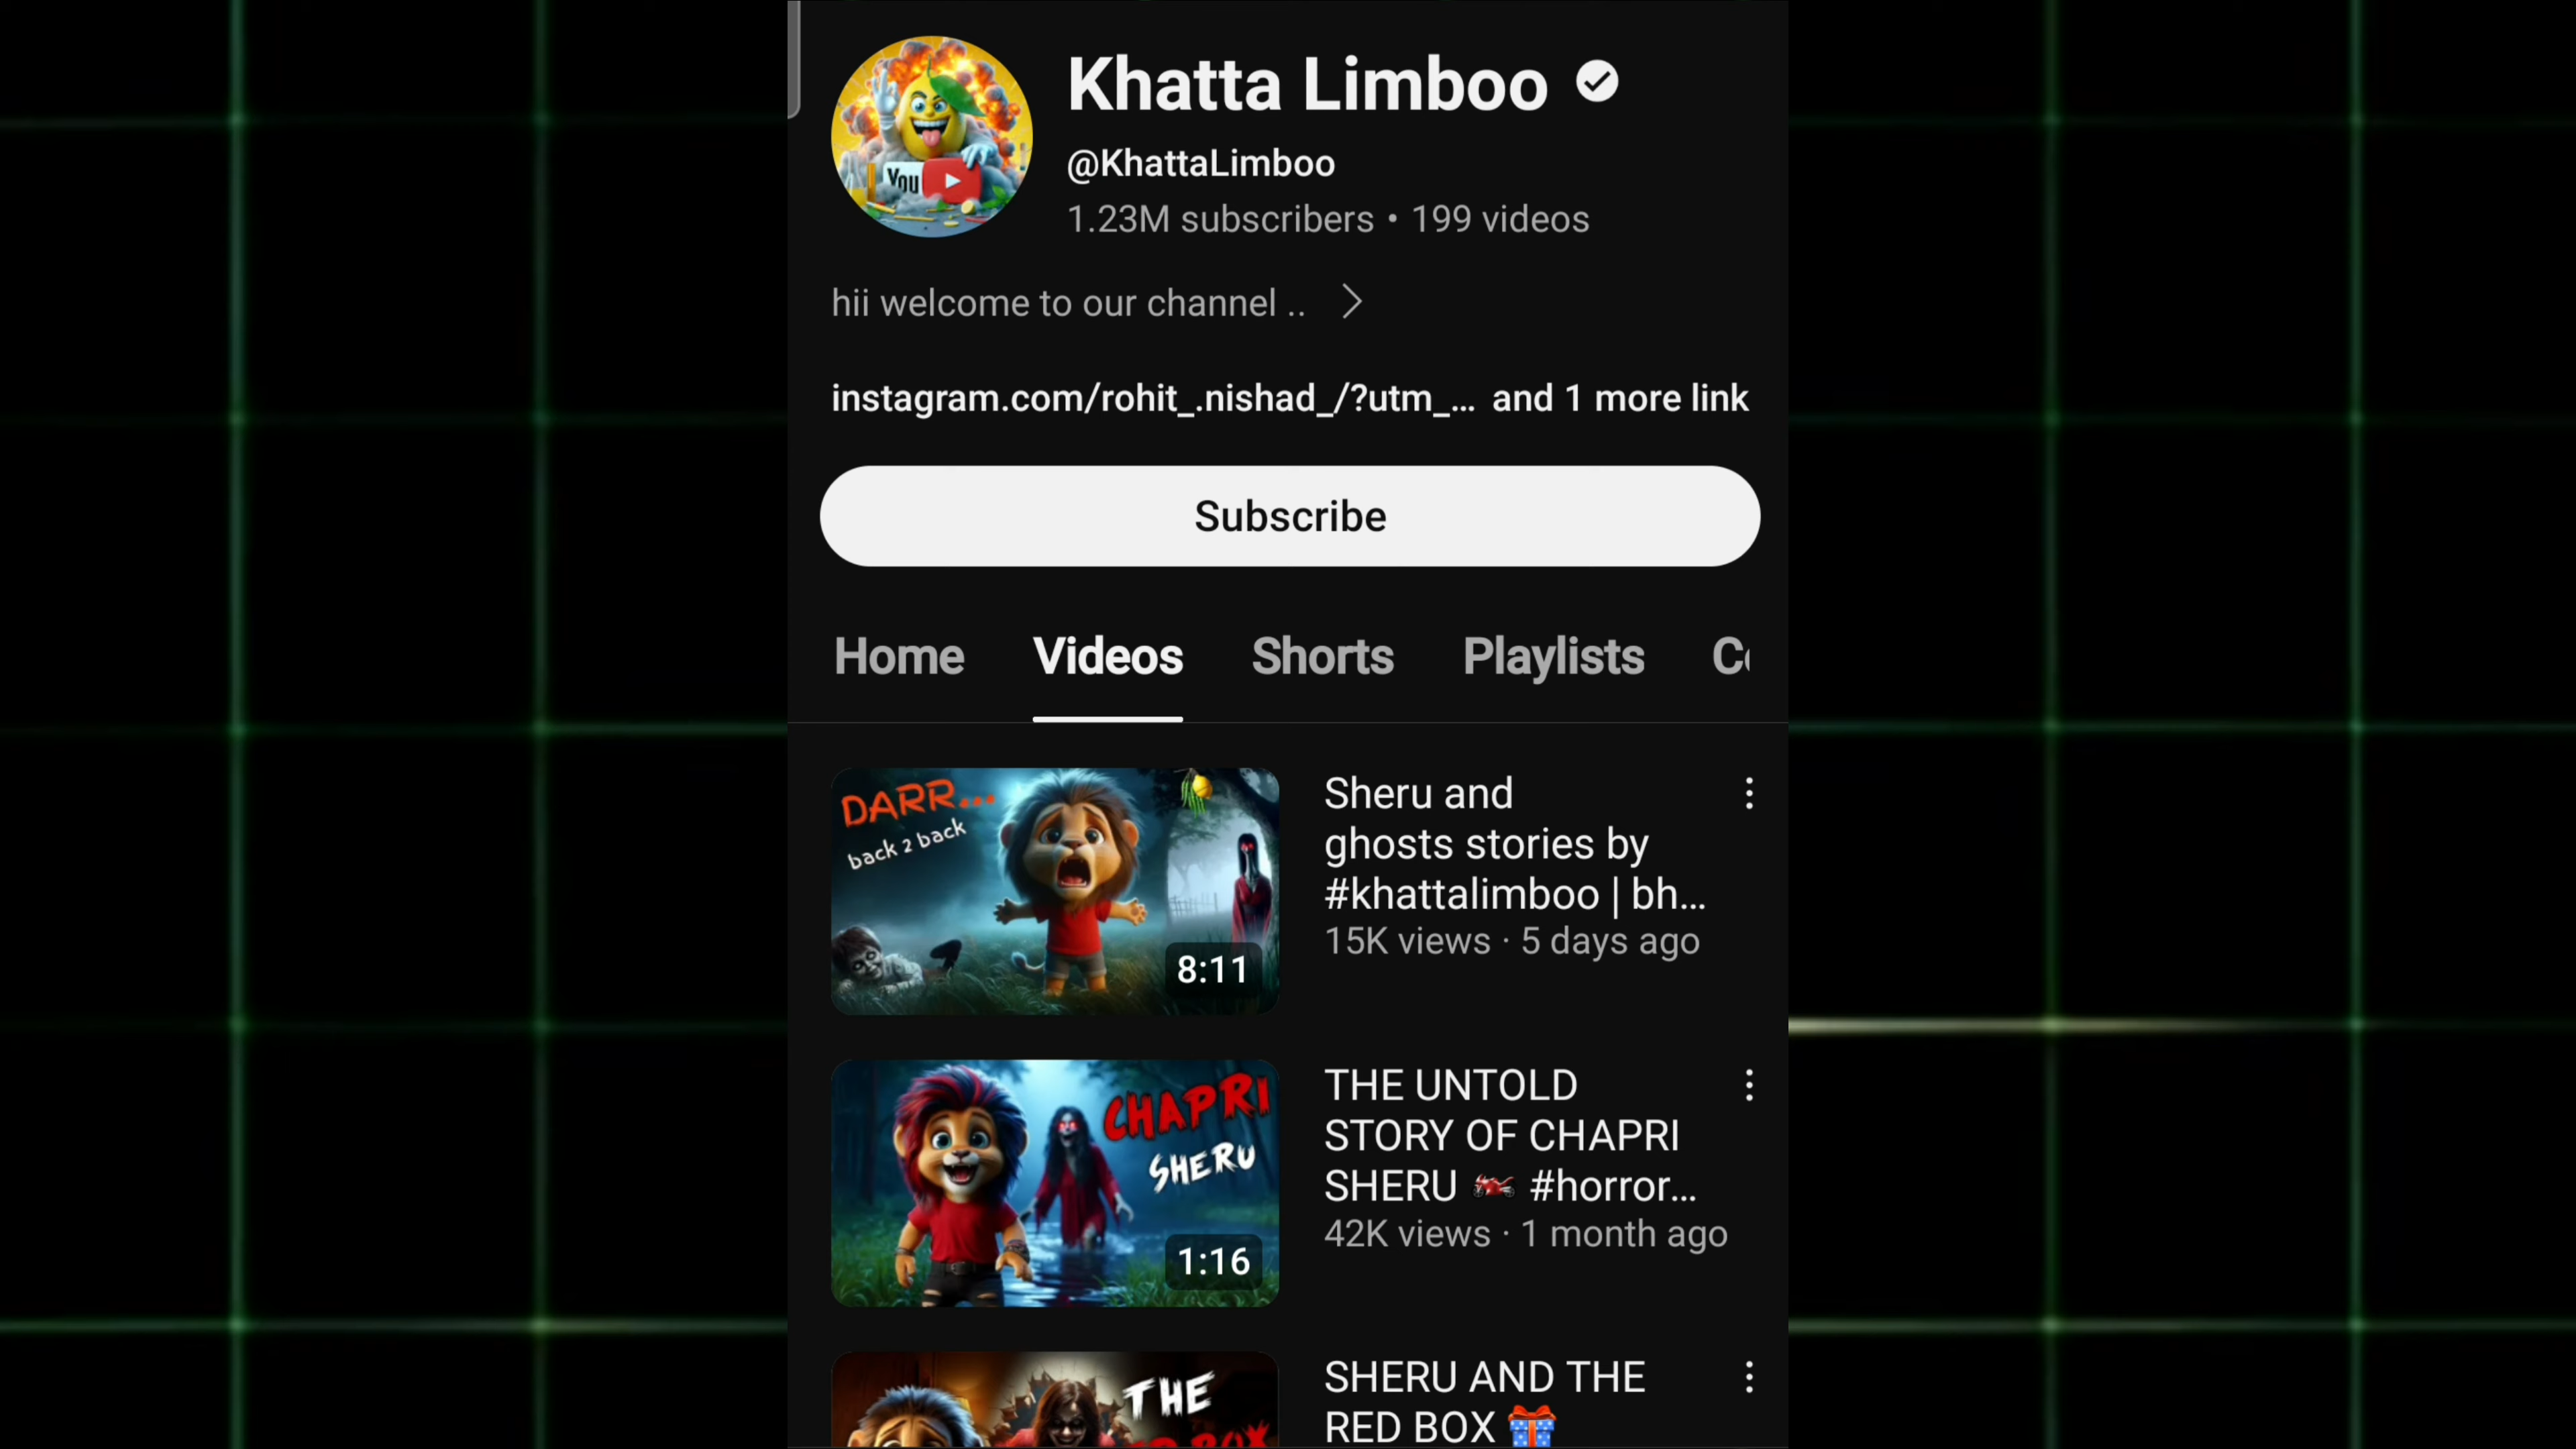 Khatta Limboo
@KhattaLimboo
1.23M subscribers • 199 videos
hii welcome to our channel ..
instagram.com/rohit_.nishad_/?utm_... and 1 more link
Subscribe
Home Videos Shorts Playlists
You
DARR...
back 2 back
8:11
Sheru and
ghosts stories by
#khattalimboo | bh...
15K views · 5 days ago
CHAPRI
SHERU
1:16
THE UNTOLD
STORY OF CHAPRI
SHERU 🏍️ #horror...
42K views · 1 month ago
THE
RED BOX
SHERU AND THE
RED BOX 🎁